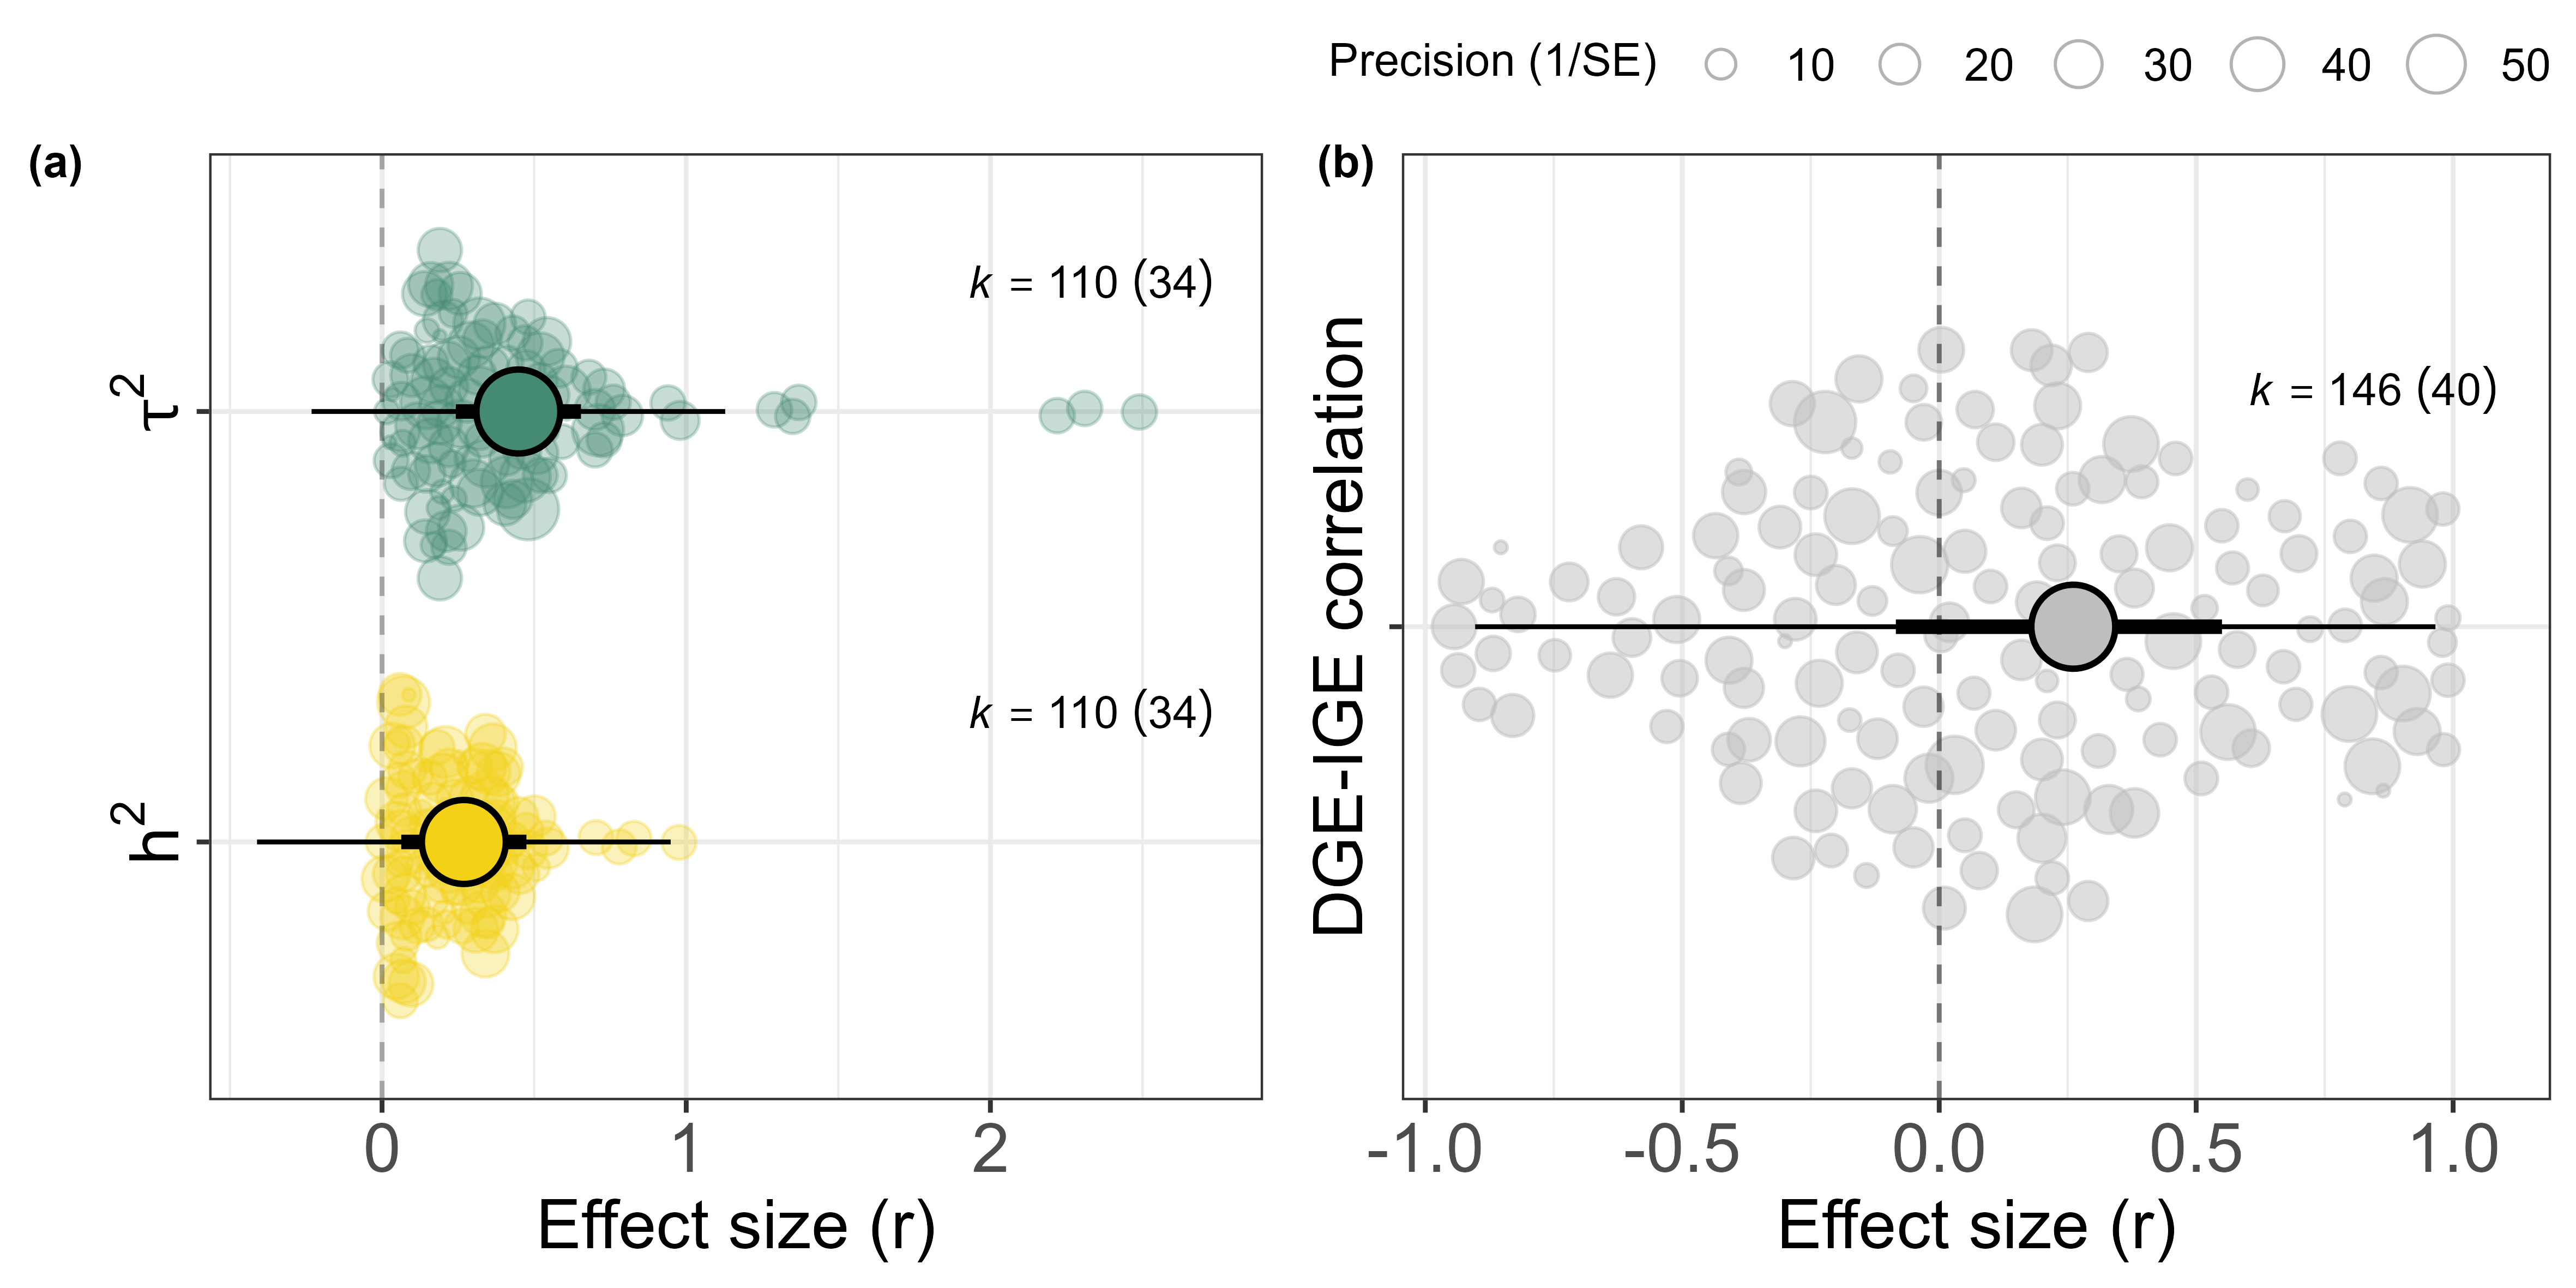 Precision (1/SE) 10 20 30 40 50
(a)
τ²
k = 110 (34)
h²
k = 110 (34)
0 1 2
Effect size (r)
(b)
DGE-IGE correlation
k = 146 (40)
-1.0 -0.5 0.0 0.5 1.0
Effect size (r)